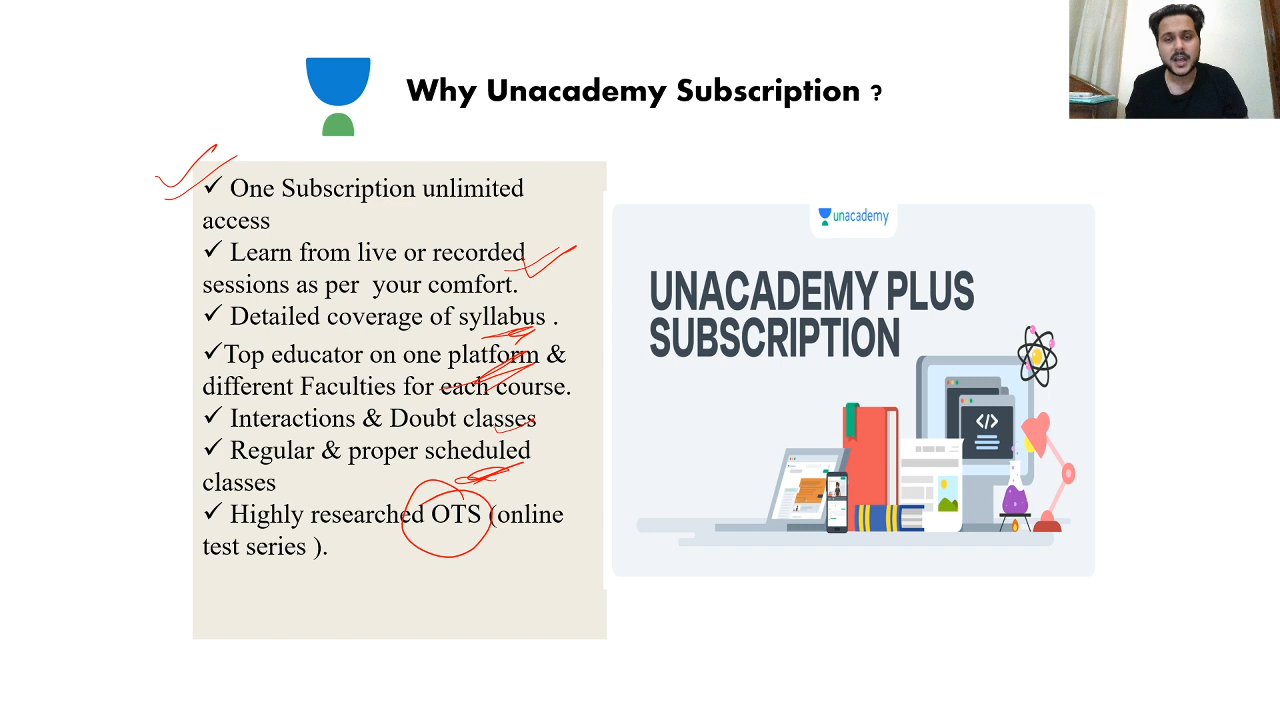 Why Unacademy Subscription ?
✓ One Subscription unlimited
access
✓ Learn from live or recorded
sessions as per your comfort.
✓ Detailed coverage of syllabus .
✓Top educator on one platform &
different Faculties for each course.
✓ Interactions & Doubt classes
✓ Regular & proper scheduled
classes
✓ Highly researched OTS (online
test series ).
unacademy
UNACADEMY PLUS
SUBSCRIPTION
</>